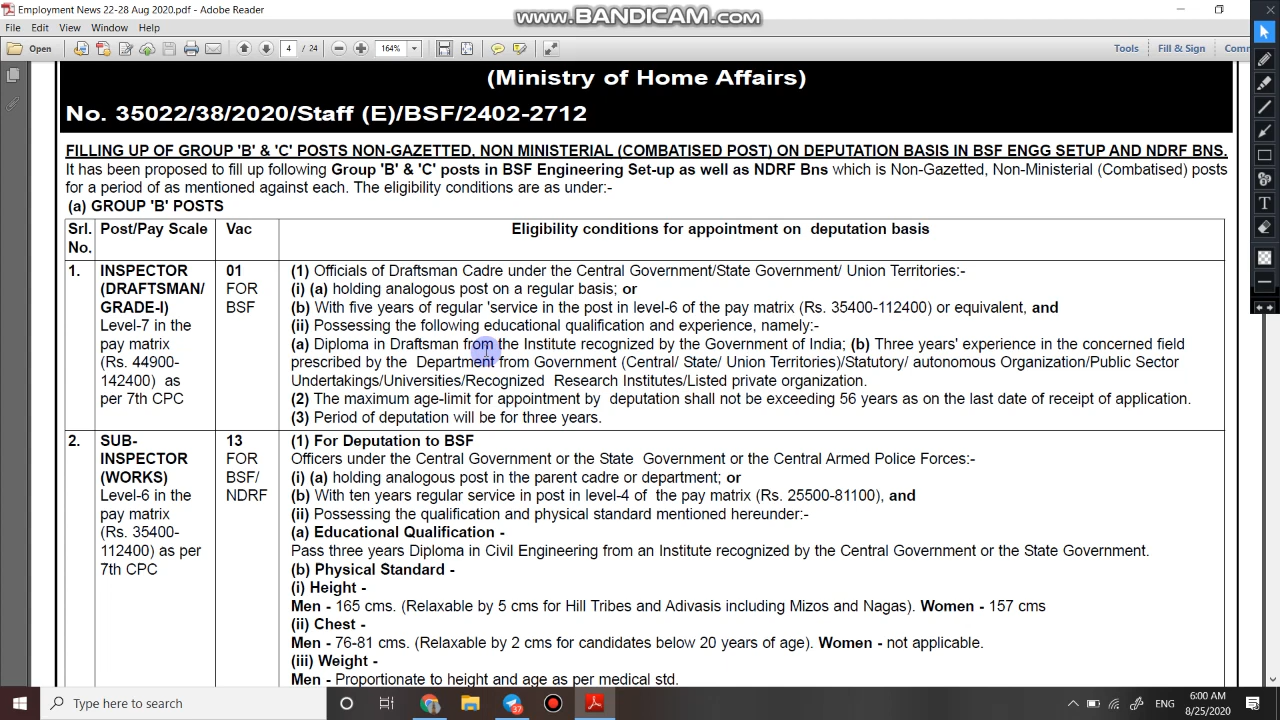 Employment News 22-28 Aug 2020.pdf - Adobe Reader
www.BANDICAM.com
File Edit View Window Help
Open 4 / 24 164% Tools Fill & Sign Comm
(Ministry of Home Affairs)
No. 35022/38/2020/Staff (E)/BSF/2402-2712
FILLING UP OF GROUP 'B' & 'C' POSTS NON-GAZETTED, NON MINISTERIAL (COMBATISED POST) ON DEPUTATION BASIS IN BSF ENGG SETUP AND NDRF BNS.
It has been proposed to fill up following Group 'B' & 'C' posts in BSF Engineering Set-up as well as NDRF Bns which is Non-Gazetted, Non-Ministerial (Combatised) posts
for a period of as mentioned against each. The eligibility conditions are as under:-
(a) GROUP 'B' POSTS
Srl. No. Post/Pay Scale Vac Eligibility conditions for appointment on deputation basis
1. INSPECTOR
(DRAFTSMAN/
GRADE-I)
Level-7 in the
pay matrix
(Rs. 44900-
142400) as
per 7th CPC
01
FOR
BSF
(1) Officials of Draftsman Cadre under the Central Government/State Government/ Union Territories:-
(i) (a) holding analogous post on a regular basis; or
(b) With five years of regular 'service in the post in level-6 of the pay matrix (Rs. 35400-112400) or equivalent, and
(ii) Possessing the following educational qualification and experience, namely:-
(a) Diploma in Draftsman from the Institute recognized by the Government of India; (b) Three years' experience in the concerned field
prescribed by the Department from Government (Central/ State/ Union Territories)/Statutory/ autonomous Organization/Public Sector
Undertakings/Universities/Recognized Research Institutes/Listed private organization.
(2) The maximum age-limit for appointment by deputation shall not be exceeding 56 years as on the last date of receipt of application.
(3) Period of deputation will be for three years.
2. SUB-
INSPECTOR
(WORKS)
Level-6 in the
pay matrix
(Rs. 35400-
112400) as per
7th CPC
13
FOR
BSF/
NDRF
(1) For Deputation to BSF
Officers under the Central Government or the State Government or the Central Armed Police Forces:-
(i) (a) holding analogous post in the parent cadre or department; or
(b) With ten years regular service in post in level-4 of the pay matrix (Rs. 25500-81100), and
(ii) Possessing the qualification and physical standard mentioned hereunder:-
(a) Educational Qualification -
Pass three years Diploma in Civil Engineering from an Institute recognized by the Central Government or the State Government.
(b) Physical Standard -
(i) Height -
Men - 165 cms. (Relaxable by 5 cms for Hill Tribes and Adivasis including Mizos and Nagas). Women - 157 cms
(ii) Chest -
Men - 76-81 cms. (Relaxable by 2 cms for candidates below 20 years of age). Women - not applicable.
(iii) Weight -
Men - Proportionate to height and age as per medical std.
Type here to search
37
ENG
6:00 AM
8/25/2020